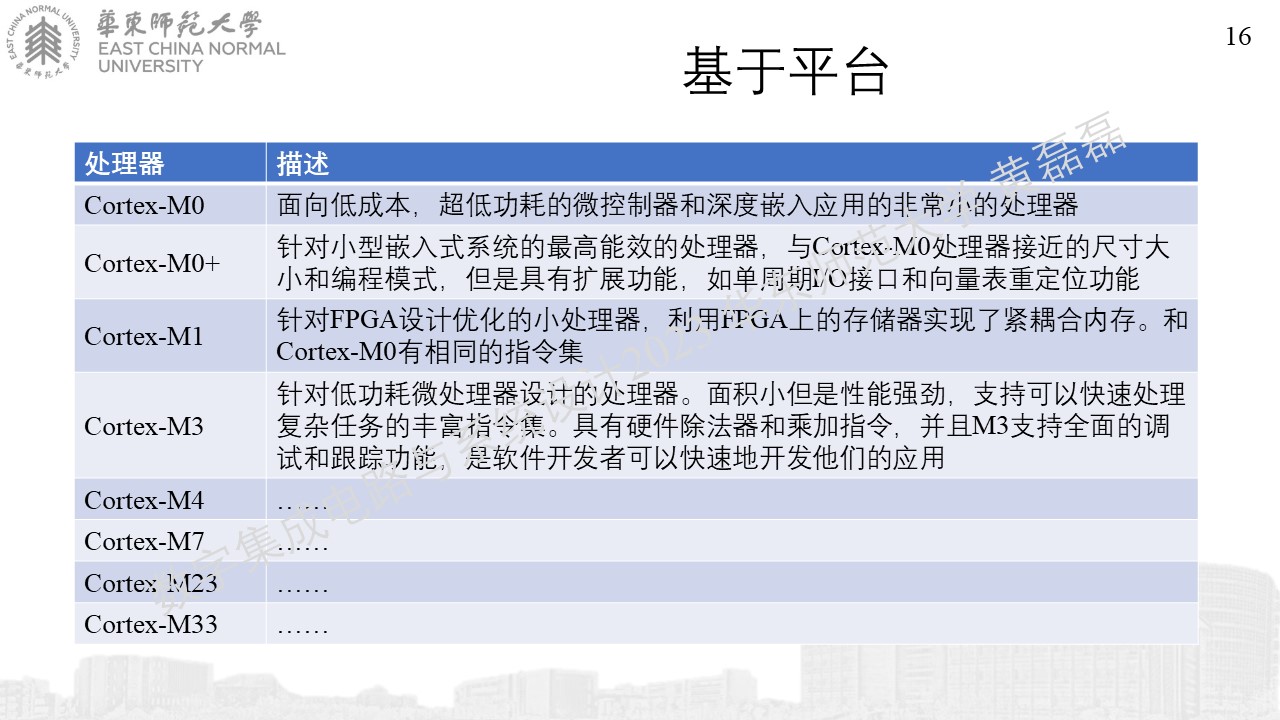 華東師範大學
EAST CHINA NORMAL
UNIVERSITY
EAST CHINA NORMAL UNIVERSITY
華東師范大学
16
基于平台
处理器 描述
Cortex-M0 面向低成本，超低功耗的微控制器和深度嵌入应用的非常小的处理器
Cortex-M0+ 针对小型嵌入式系统的最高能效的处理器，与Cortex-M0处理器接近的尺寸大
小和编程模式，但是具有扩展功能，如单周期I/O接口和向量表重定位功能
Cortex-M1 针对FPGA设计优化的小处理器，利用FPGA上的存储器实现了紧耦合内存。和
Cortex-M0有相同的指令集
Cortex-M3 针对低功耗微处理器设计的处理器。面积小但是性能强劲，支持可以快速处理
复杂任务的丰富指令集。具有硬件除法器和乘加指令，并且M3支持全面的调
试和跟踪功能，是软件开发者可以快速地开发他们的应用
Cortex-M4 ……
Cortex-M7 ……
Cortex-M23 ……
Cortex-M33 ……
数字集成电路与系统设计2023 华东师范大学 黄磊磊